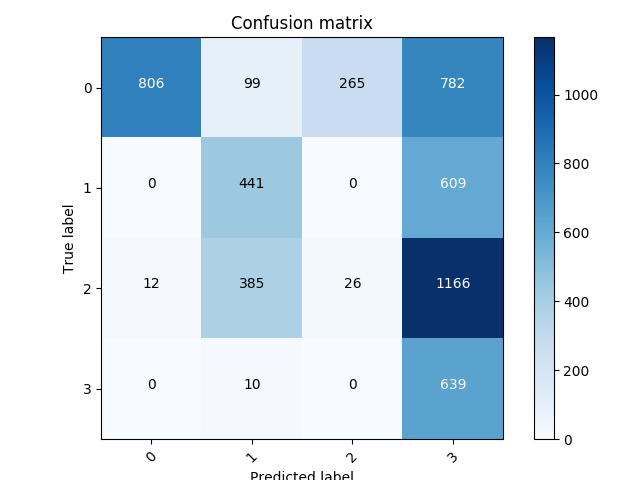 Confusion matrix
0 806 99 265 782
1 0 441 0 609
2 12 385 26 1166
3 0 10 0 639
0 1 2 3
True label
Predicted label
1000
800
600
400
200
0